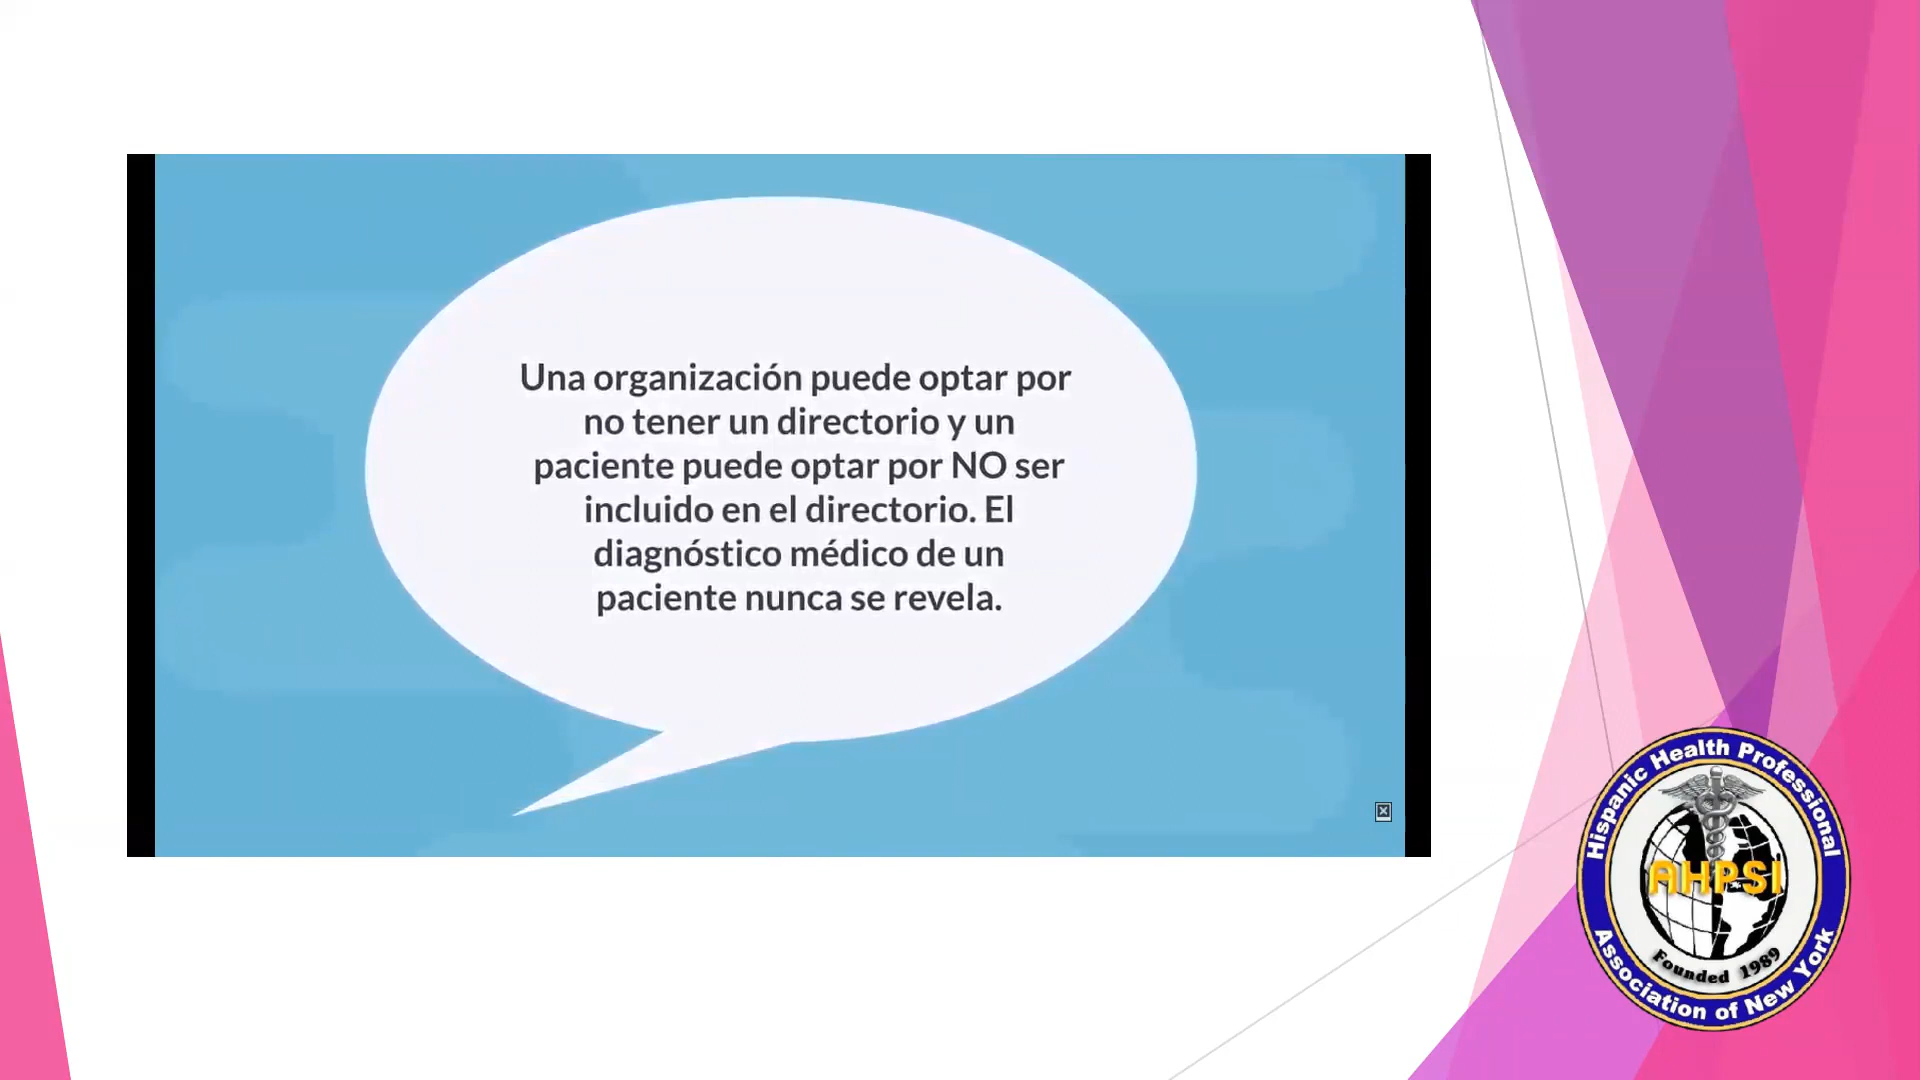 Una organización puede optar por
no tener un directorio y un
paciente puede optar por NO ser
incluido en el directorio. El
diagnóstico médico de un
paciente nunca se revela.
Hispanic Health Professional
AHPSI
Founded 1989
Association of New York